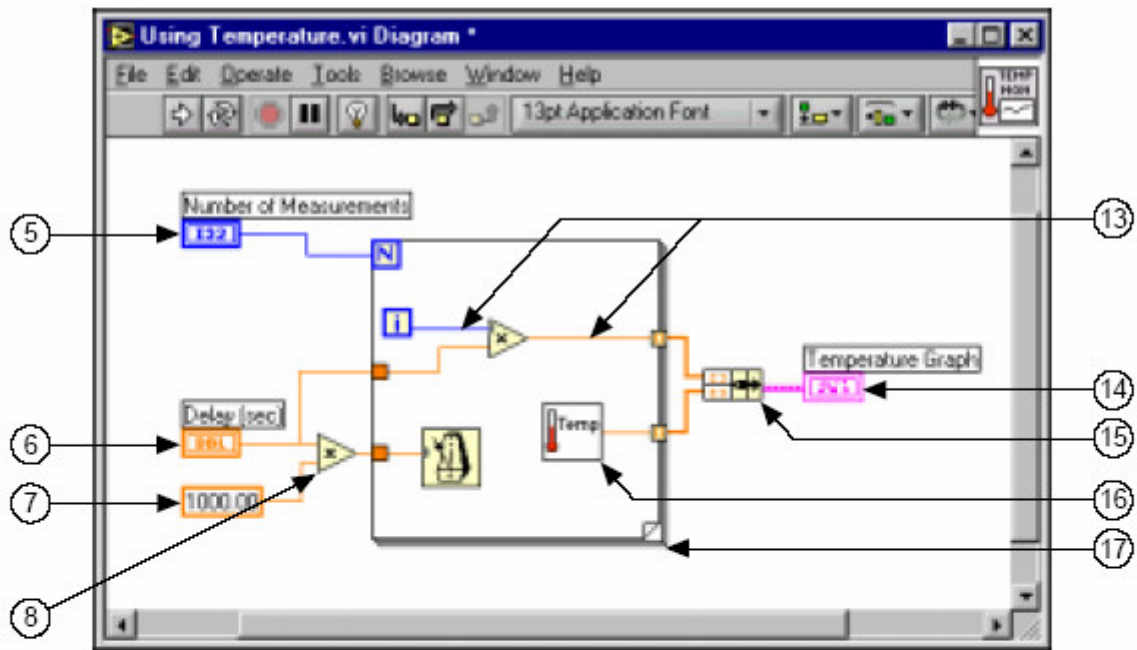 Using Temperature.vi Diagram *
File Edit Operate Tools Browse Window Help
TEMP
MON
13pt Application Font
Number of Measurements
5
I32
N
13
i
x
Temperature Graph
14
Delay (sec)
6
DBL
x
Temp
15
7
1000.00
16
17
8